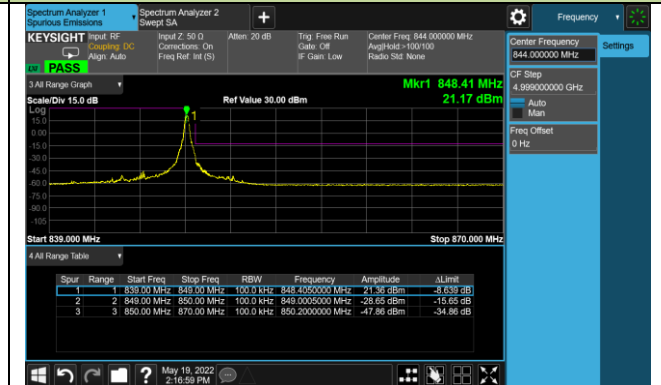 Spectrum Analyzer 1
Spurious Emissions
Spectrum Analyzer 2
Swept SA
+
Frequency
KEYSIGHT
Input: RF
Coupling: DC
Align: Auto
Input Z: 50 Ω
Corrections: On
Freq Ref: Int (S)
Atten: 20 dB
Trig: Free Run
Gate: Off
IF Gain: Low
Center Freq: 844.000000 MHz
Avg|Hold:>100/100
Radio Std: None
PASS
Center Frequency
844.000000 MHz
Settings
CF Step
4.999000000 GHz
Auto
Man
Freq Offset
0 Hz
3 All Range Graph
Mkr1 848.41 MHz
Scale/Div 15.0 dB
Ref Value 30.00 dBm
21.17 dBm
Log
15.0
0.00
-15.0
-30.0
-45.0
-60.0
-75.0
-90.0
-105
1
Start 839.000 MHz
Stop 870.000 MHz
4 All Range Table
Spur Range Start Freq Stop Freq RBW Frequency Amplitude ΔLimit
1 1 839.00 MHz 849.00 MHz 100.0 kHz 848.4050000 MHz 21.36 dBm -8.639 dB
2 2 849.00 MHz 850.00 MHz 100.0 kHz 849.0005000 MHz -28.65 dBm -15.65 dB
3 3 850.00 MHz 870.00 MHz 100.0 kHz 850.2000000 MHz -47.86 dBm -34.86 dB
?
May 19, 2022
2:16:59 PM